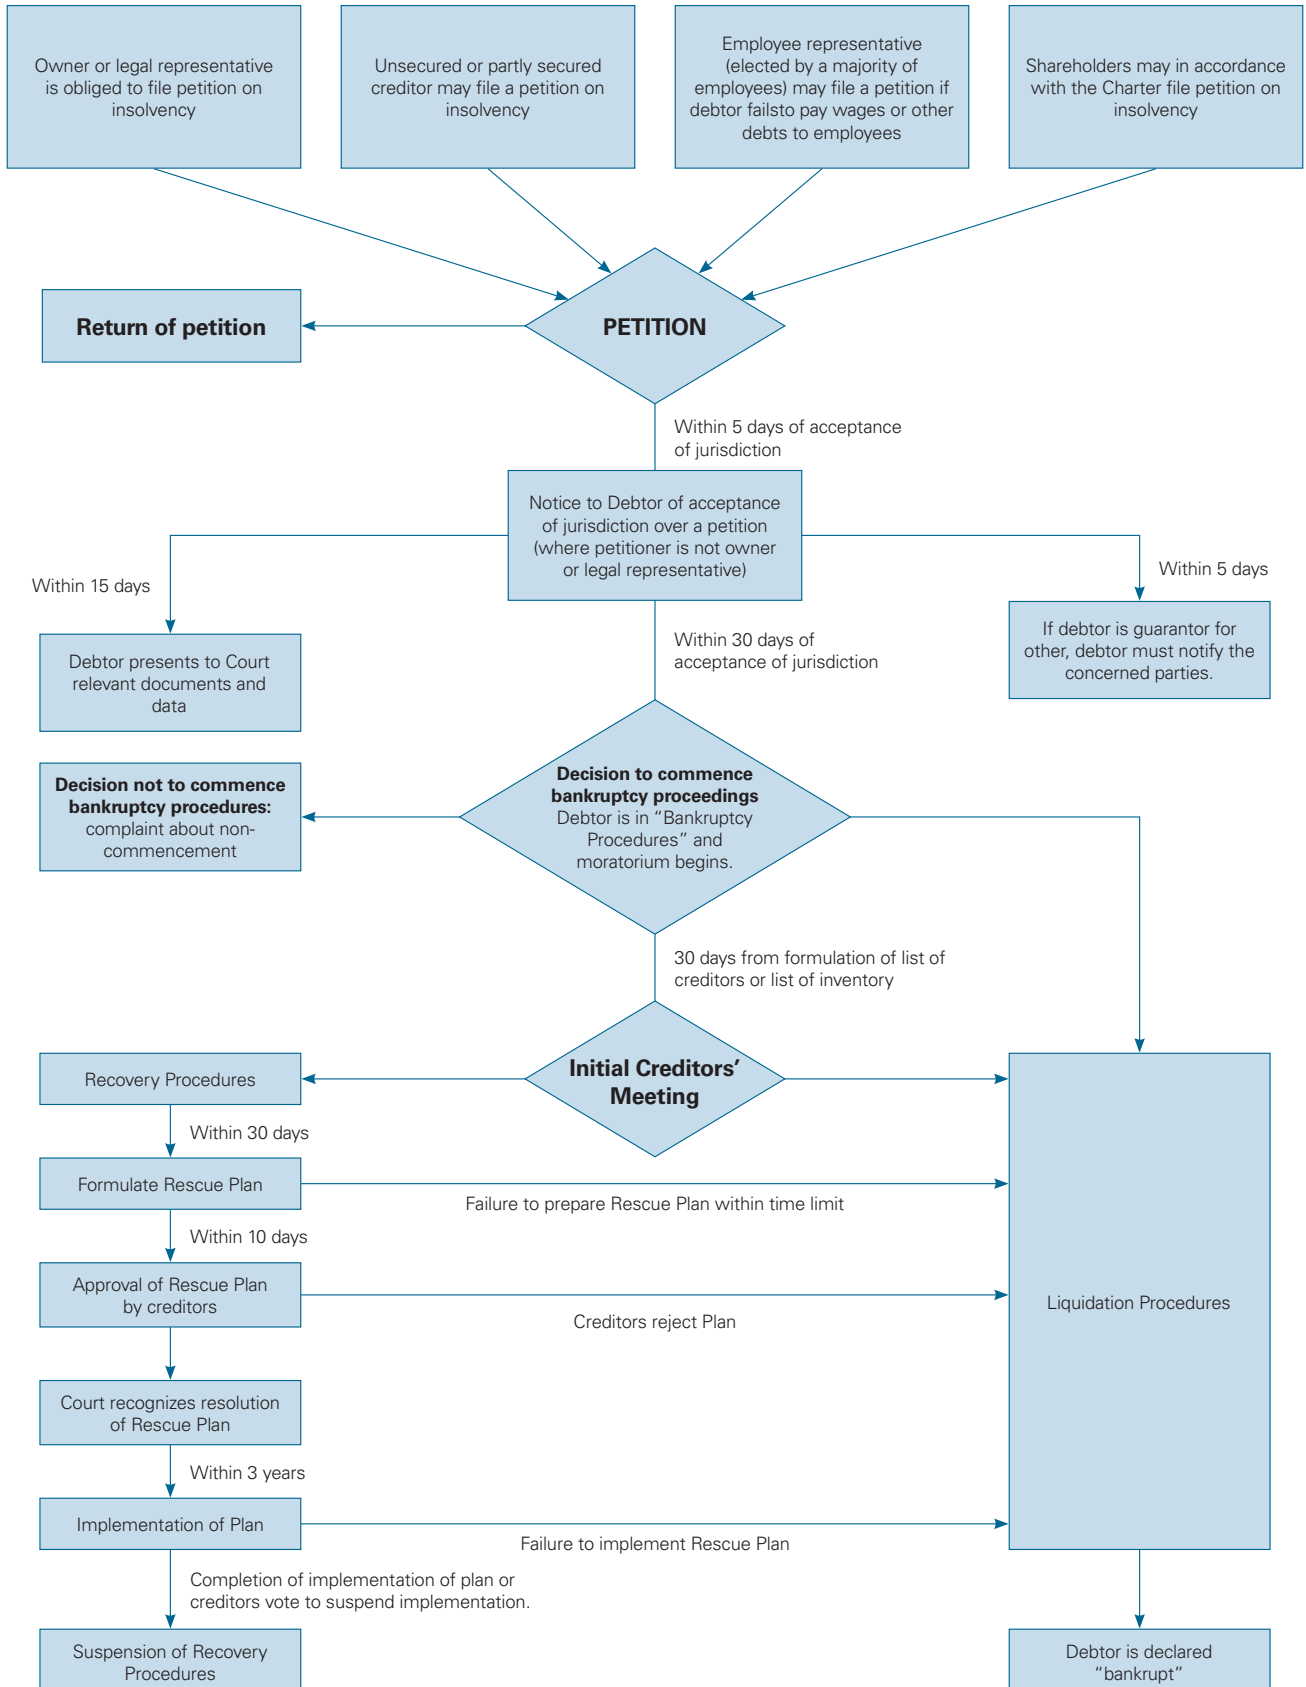 Owner or legal representative
is obliged to file petition on
insolvency
Unsecured or partly secured
creditor may file a petition on
insolvency
Employee representative
(elected by a majority of
employees) may file a petition if
debtor failsto pay wages or other
debts to employees
Shareholders may in accordance
with the Charter file petition on
insolvency
Return of petition
PETITION
Within 5 days of acceptance
of jurisdiction
Notice to Debtor of acceptance
of jurisdiction over a petition
(where petitioner is not owner
or legal representative)
Within 15 days
Within 5 days
Debtor presents to Court
relevant documents and
data
Within 30 days of
acceptance of jurisdiction
If debtor is guarantor for
other, debtor must notify the
concerned parties.
Decision not to commence
bankruptcy procedures:
complaint about non-
commencement
Decision to commence
bankruptcy proceedings
Debtor is in “Bankruptcy
Procedures” and
moratorium begins.
30 days from formulation of list of
creditors or list of inventory
Recovery Procedures
Initial Creditors’
Meeting
Within 30 days
Formulate Rescue Plan
Failure to prepare Rescue Plan within time limit
Within 10 days
Approval of Rescue Plan
by creditors
Creditors reject Plan
Liquidation Procedures
Court recognizes resolution
of Rescue Plan
Within 3 years
Implementation of Plan
Failure to implement Rescue Plan
Completion of implementation of plan or
creditors vote to suspend implementation.
Suspension of Recovery
Procedures
Debtor is declared
“bankrupt”